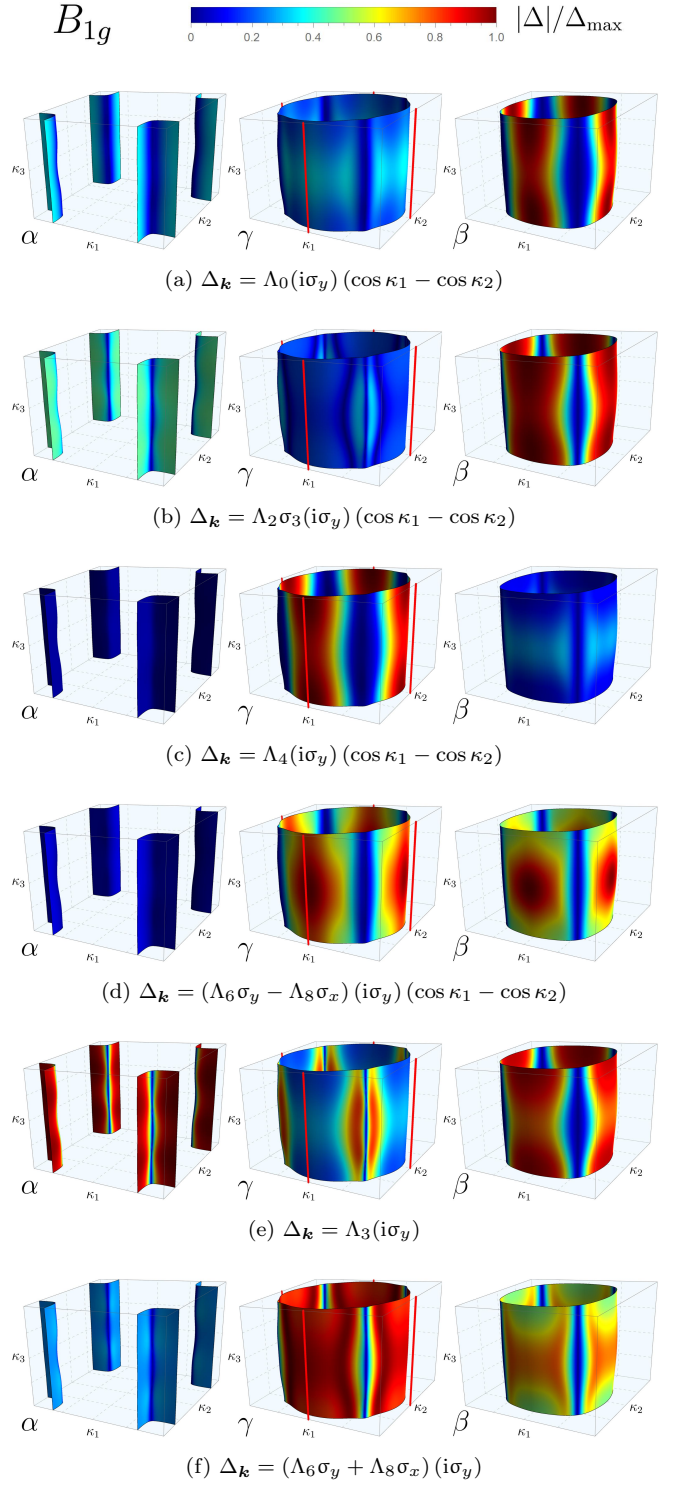 B₁g |Δ|/Δmax
0 0.2 0.4 0.6 0.8 1.0
κ₃ α κ₁ κ₂ κ₃ γ κ₁ κ₂ κ₃ β κ₁ κ₂
(a) Δ𝒌 = Λ₀(iσy) (cos κ₁ − cos κ₂)
κ₃ α κ₁ κ₂ κ₃ γ κ₁ κ₂ κ₃ β κ₁ κ₂
(b) Δ𝒌 = Λ₂σ₃(iσy) (cos κ₁ − cos κ₂)
κ₃ α κ₁ κ₂ κ₃ γ κ₁ κ₂ κ₃ β κ₁ κ₂
(c) Δ𝒌 = Λ₄(iσy) (cos κ₁ − cos κ₂)
κ₃ α κ₁ κ₂ κ₃ γ κ₁ κ₂ κ₃ β κ₁ κ₂
(d) Δ𝒌 = (Λ₆σy − Λ₈σx) (iσy) (cos κ₁ − cos κ₂)
κ₃ α κ₁ κ₂ κ₃ γ κ₁ κ₂ κ₃ β κ₁ κ₂
(e) Δ𝒌 = Λ₃(iσy)
κ₃ α κ₁ κ₂ κ₃ γ κ₁ κ₂ κ₃ β κ₁ κ₂
(f) Δ𝒌 = (Λ₆σy + Λ₈σx) (iσy)